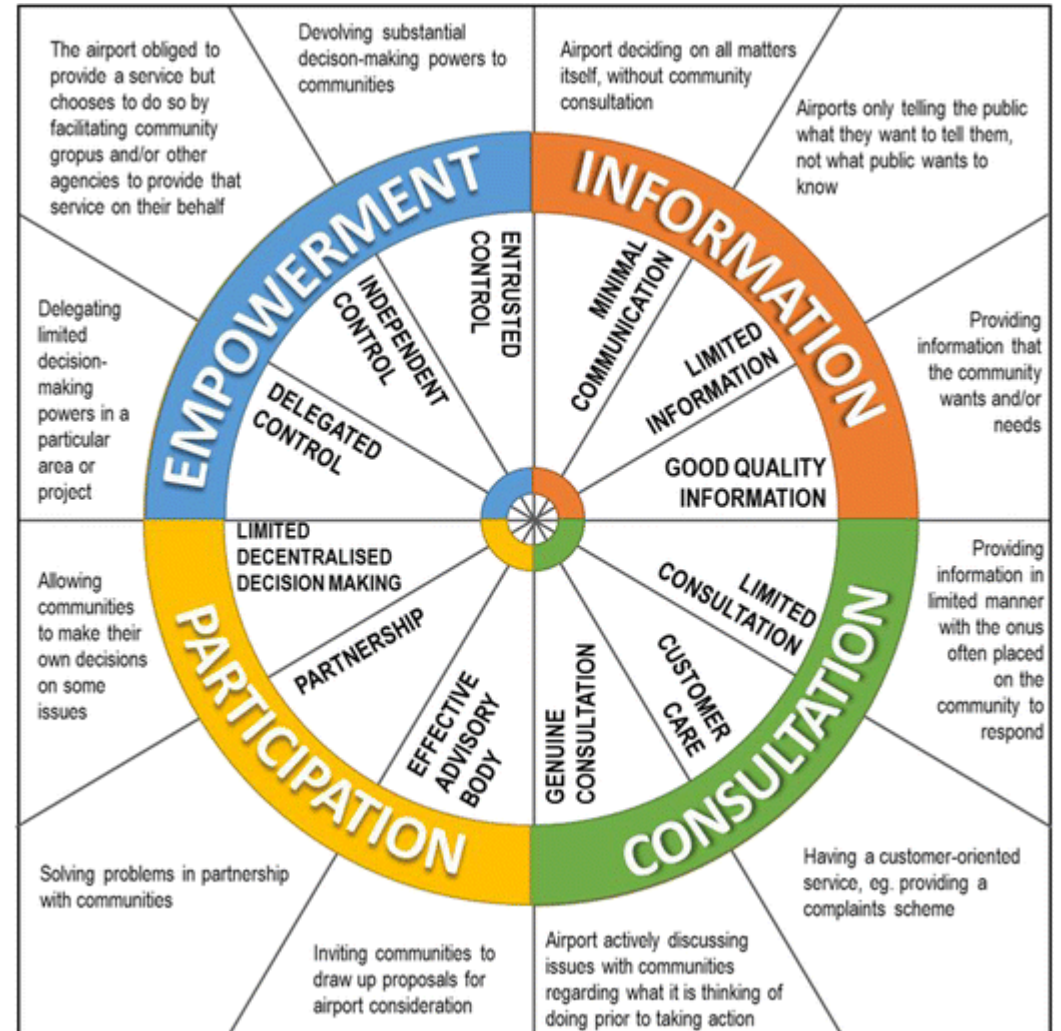 The airport obliged to
provide a service but
chooses to do so by
facilitating community
gropus and/or other
agencies to provide that
service on their behalf
Devolving substantial
decison-making powers to
communities
Airport deciding on all matters
itself, without community
consultation
Airports only telling the public
what they want to tell them,
not what public wants to
know
Providing
information that
the community
wants and/or
needs
Providing
information in
limited manner
with the onus
often placed
on the
community to
respond
Having a customer-oriented
service, eg. providing a
complaints scheme
Airport actively discussing
issues with communities
regarding what it is thinking of
doing prior to taking action
Inviting communities to
draw up proposals for
airport consideration
Solving problems in partnership
with communities
Allowing
communities
to make their
own decisions
on some
issues
Delegating
limited
decision-
making
powers in a
particular
area or
project
EMPOWERMENT
INFORMATION
CONSULTATION
PARTICIPATION
MINIMAL
COMMUNICATION
LIMITED
INFORMATION
GOOD QUALITY
INFORMATION
LIMITED
CONSULTATION
CUSTOMER
CARE
GENUINE
CONSULTATION
EFFECTIVE
ADVISORY
BODY
PARTNERSHIP
LIMITED
DECENTRALISED
DECISION MAKING
DELEGATED
CONTROL
INDEPENDENT
CONTROL
ENTRUSTED
CONTROL